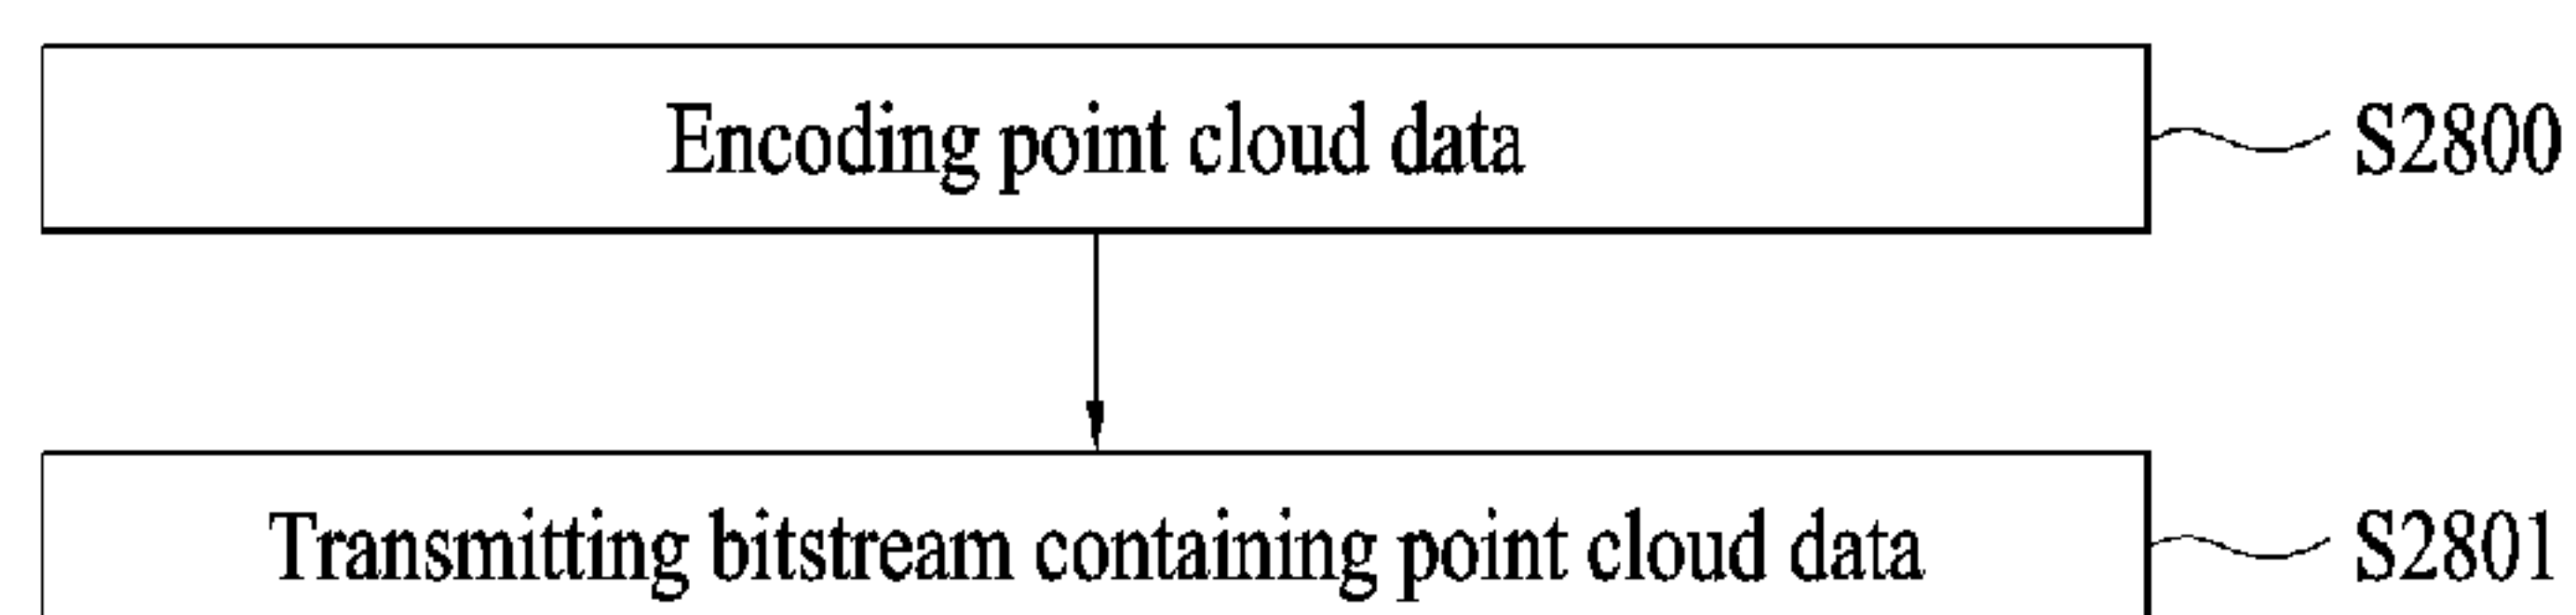 Encoding point cloud data
S2800
Transmitting bitstream containing point cloud data
S2801